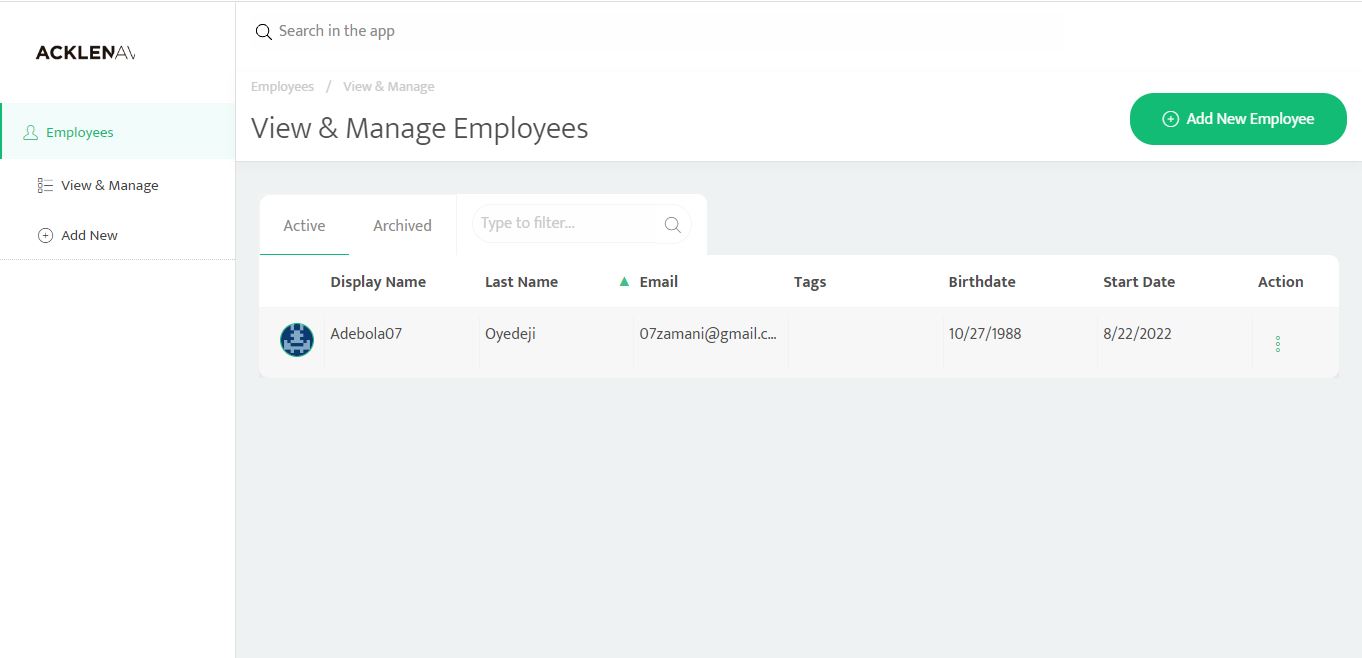 Search in the app
ACKLENAV
Employees / View & Manage
View & Manage Employees
Add New Employee
Employees
View & Manage
Add New
Active Archived Type to filter...
Display Name Last Name Email Tags Birthdate Start Date Action
Adebola07 Oyedeji 07zamani@gmail.c... 10/27/1988 8/22/2022